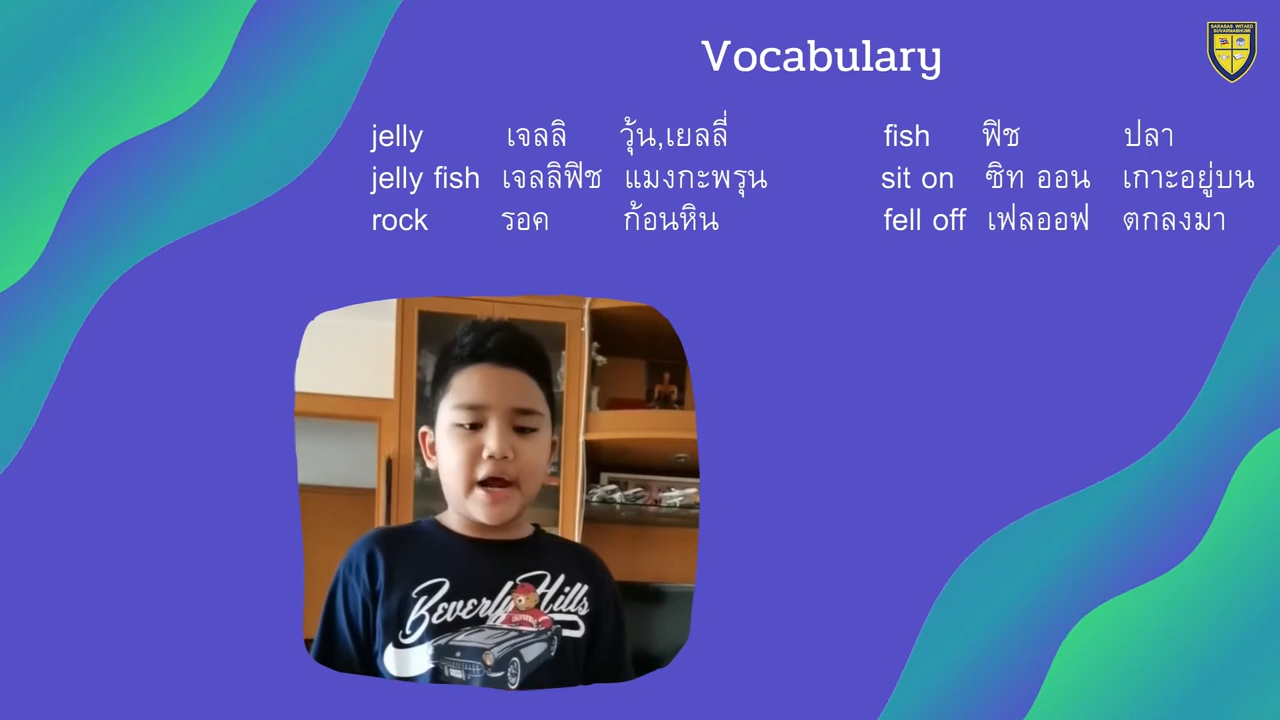 Vocabulary
SARASAS WITAED
SUVARNABHUMI
jelly เจลลิ วุ้น,เยลลี่
jelly fish เจลลิฟิช แมงกะพรุน
rock รอค ก้อนหิน
fish ฟิช ปลา
sit on ซิท ออน เกาะอยู่บน
fell off เฟลออฟ ตกลงมา
Beverly Hills